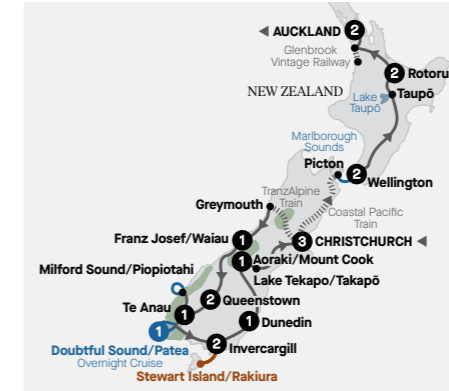 ◀ AUCKLAND 2
Glenbrook
Vintage Railway
2 Rotoru
NEW ZEALAND
Taupō
Lake
Taupō
Marlborough
Sounds
Picton
2
Wellington
TranzAlpine
Train
Greymouth
Coastal Pacific
Train
Franz Josef/Waiau 1
3 CHRISTCHURCH ◀
1 Aoraki/Mount Cook
Milford Sound/Piopiotahi
Lake Tekapo/Takapō
2 Queenstown
Te Anau 1
1 Dunedin
1
2 Invercargill
Doubtful Sound/Patea
Overnight Cruise
Stewart Island/Rakiura